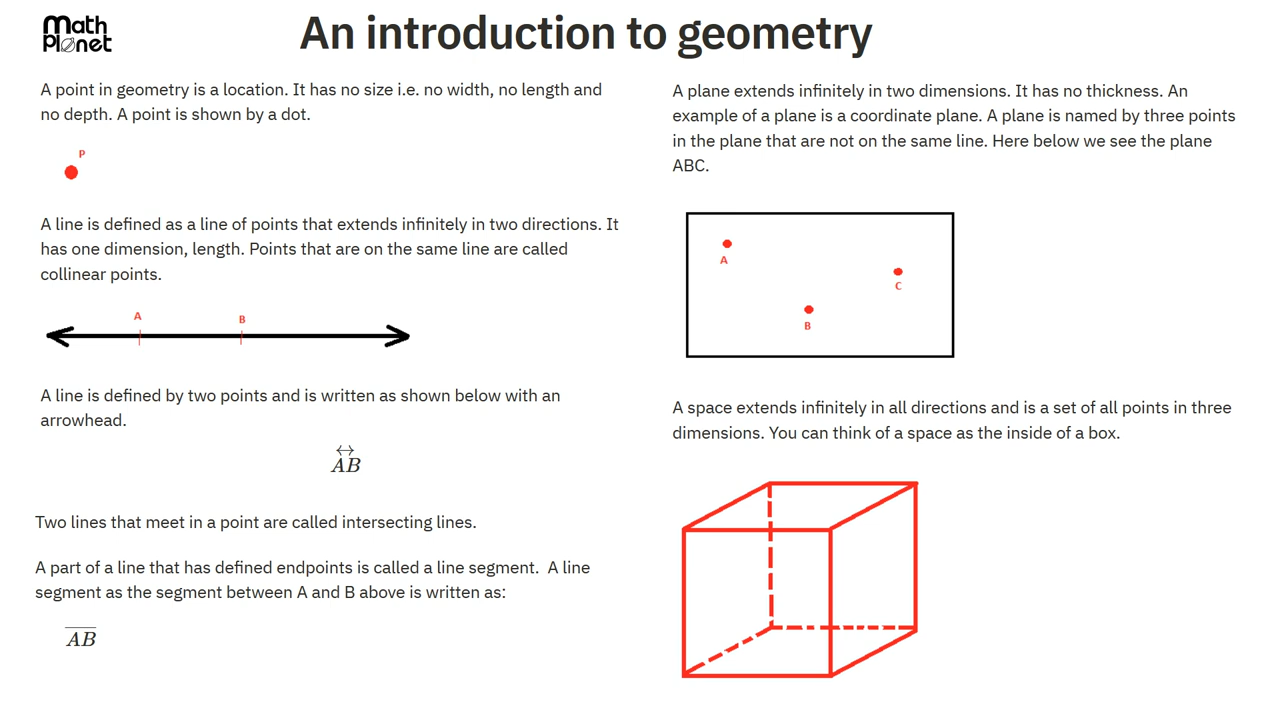 Math
Planet
An introduction to geometry
A point in geometry is a location. It has no size i.e. no width, no length and
no depth. A point is shown by a dot.
P
A line is defined as a line of points that extends infinitely in two directions. It
has one dimension, length. Points that are on the same line are called
collinear points.
A
B
A line is defined by two points and is written as shown below with an
arrowhead.
↔
AB
Two lines that meet in a point are called intersecting lines.
A part of a line that has defined endpoints is called a line segment.  A line
segment as the segment between A and B above is written as:
A͞B
A plane extends infinitely in two dimensions. It has no thickness. An
example of a plane is a coordinate plane. A plane is named by three points
in the plane that are not on the same line. Here below we see the plane
ABC.
A
C
B
A space extends infinitely in all directions and is a set of all points in three
dimensions. You can think of a space as the inside of a box.